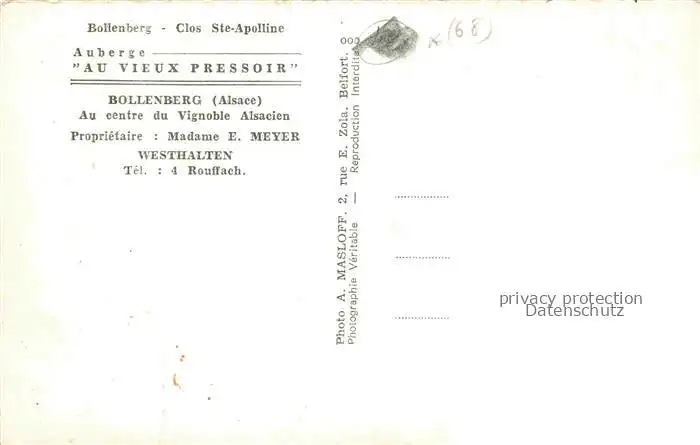 Bollenberg - Clos Ste-Apolline
Auberge
"AU VIEUX PRESSOIR"
BOLLENBERG (Alsace)
Au centre du Vignoble Alsacien
Propriétaire : Madame E. MEYER
WESTHALTEN
Tél. : 4 Rouffach.
Photo A. MASLOFF. 2, rue E. Zola. Belfort. 000
Photographie Véritable — Reproduction Interdite
(68)
privacy protection
Datenschutz